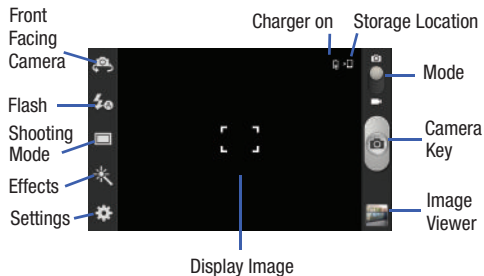 Front
Facing
Camera
Charger on
Storage Location
Flash
Mode
Shooting
Mode
Camera
Key
Effects
Settings
Image
Viewer
Display Image